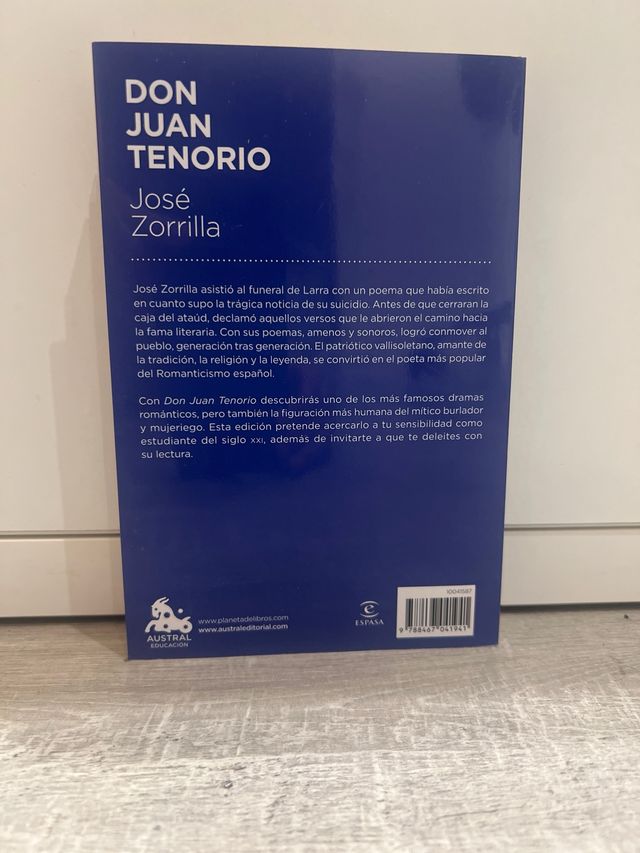 DON
JUAN
TENORIO
José
Zorrilla
José Zorrilla asistió al funeral de Larra con un poema que había escrito
en cuanto supo la trágica noticia de su suicidio. Antes de que cerraran la
caja del ataúd, declamó aquellos versos que le abrieron el camino hacia
la fama literaria. Con sus poemas, amenos y sonoros, logró conmover al
pueblo, generación tras generación. El patriótico vallisoletano, amante de
la tradición, la religión y la leyenda, se convirtió en el poeta más popular
del Romanticismo español.
Con Don Juan Tenorio descubrirás uno de los más famosos dramas
románticos, pero también la figuración más humana del mítico burlador
y mujeriego. Esta edición pretende acercarlo a tu sensibilidad como
estudiante del siglo XXI, además de invitarte a que te deleites con
su lectura.
AUSTRAL
EDUCACIÓN
www.planetadelibros.com
www.australeditorial.com
e
ESPASA
10041587
9 788467 041941